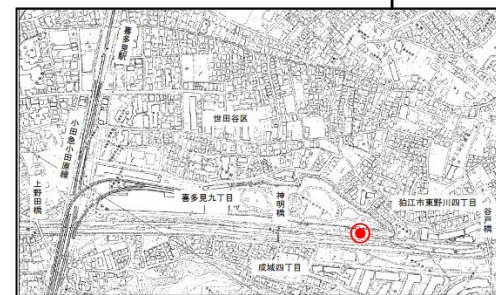 喜多見駅
小田急小田原線
世田谷区
上野田橋
喜多見九丁目
神明橋
狛江市東野川四丁目
谷戸橋
成城四丁目